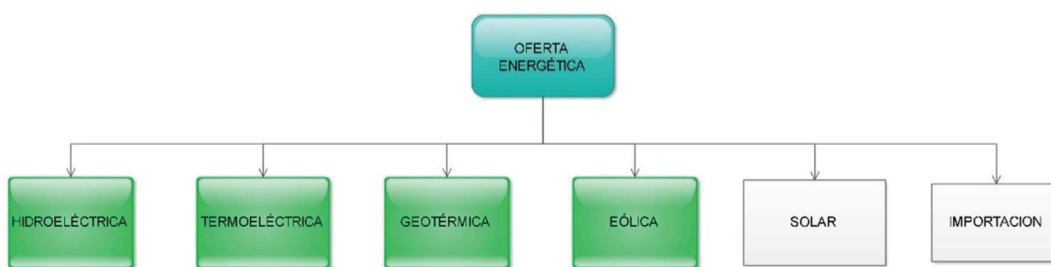 OFERTA
ENERGÉTICA
HIDROELÉCTRICA
TERMOELÉCTRICA
GEOTÉRMICA
EÓLICA
SOLAR
IMPORTACION